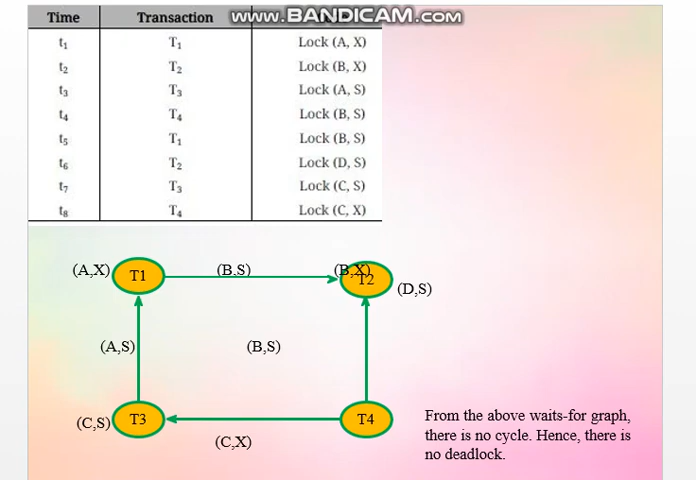 Time Transaction
www.BANDICAM.com
t1 T1 Lock (A, X)
t2 T2 Lock (B, X)
t3 T3 Lock (A, S)
t4 T4 Lock (B, S)
t5 T1 Lock (B, S)
t6 T2 Lock (D, S)
t7 T3 Lock (C, S)
t8 T4 Lock (C, X)
(A,X) T1 (B,S) (B,X) T2
(D,S)
(A,S) (B,S)
(C,S) T3 T4
(C,X)
From the above waits-for graph,
there is no cycle. Hence, there is
no deadlock.